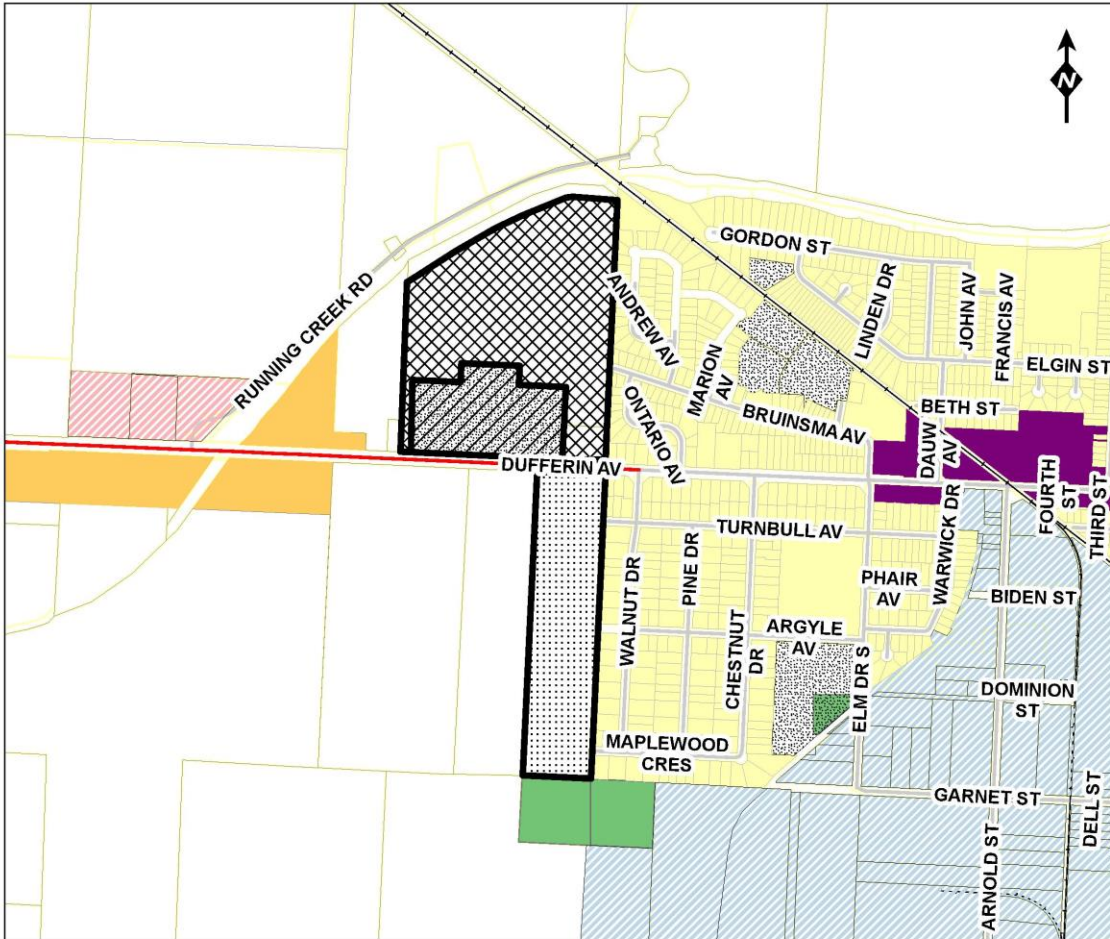 N
GORDON ST
LINDEN DR
JOHN AV
FRANCIS AV
ANDREW AV
RUNNING CREEK RD
MARION
AV
ELGIN ST
BETH ST
ONTARIO AV
BRUINSMA AV
DAUW
AV
DUFFERIN AV
FOURTH
ST
THIRD ST
TURNBULL AV
WARWICK DR
WALNUT DR
PINE DR
PHAIR
AV
BIDEN ST
CHESTNUT
DR
ARGYLE
AV
ELM DR S
DOMINION
ST
MAPLEWOOD
CRES
GARNET ST
ARNOLD ST
DELL ST